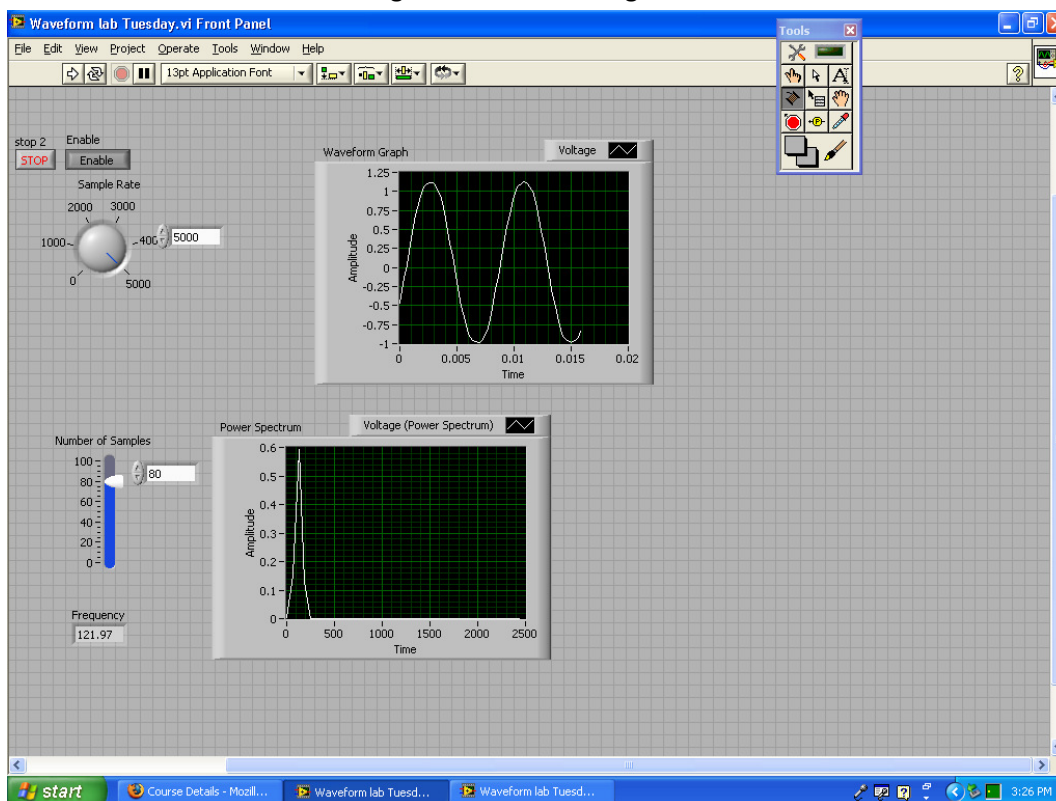 Waveform lab Tuesday.vi Front Panel
File Edit View Project Operate Tools Window Help
13pt Application Font
Tools
stop 2
Enable
STOP
Enable
Sample Rate
2000 3000
1000 400
0 5000
5000
Waveform Graph
Voltage
1.25
1
0.75
0.5
0.25
0
-0.25
-0.5
-0.75
-1
Amplitude
0 0.005 0.01 0.015 0.02
Time
Number of Samples
100
80
60
40
20
0
80
Frequency
121.97
Power Spectrum
Voltage (Power Spectrum)
0.6
0.5
0.4
0.3
0.2
0.1
0
Amplitude
0 500 1000 1500 2000 2500
Time
start
Course Details - Mozill...
Waveform lab Tuesd...
Waveform lab Tuesd...
3:26 PM